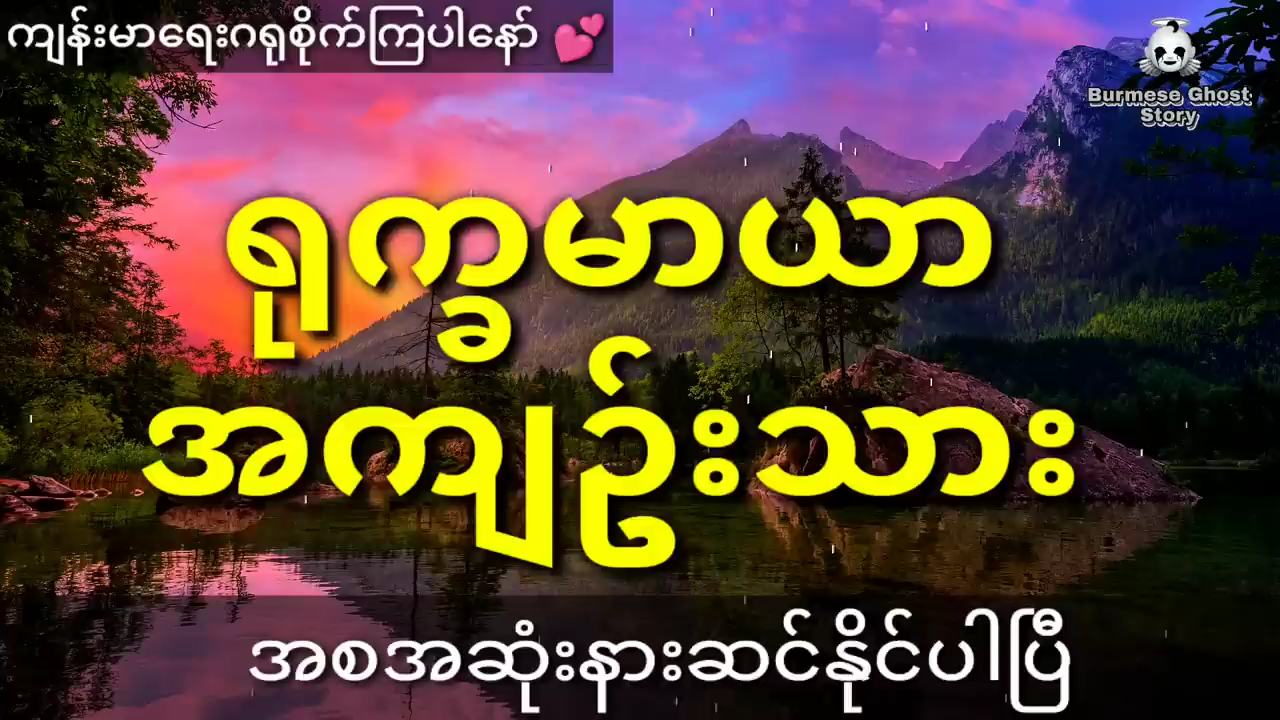 ကျန်းမာရေးဂရုစိုက်ကြပါနော် 💕
Burmese Ghost
Story
ရုက္ခမာယာ
အကျဉ်းသား
အစအဆုံးနားဆင်နိုင်ပါပြီ